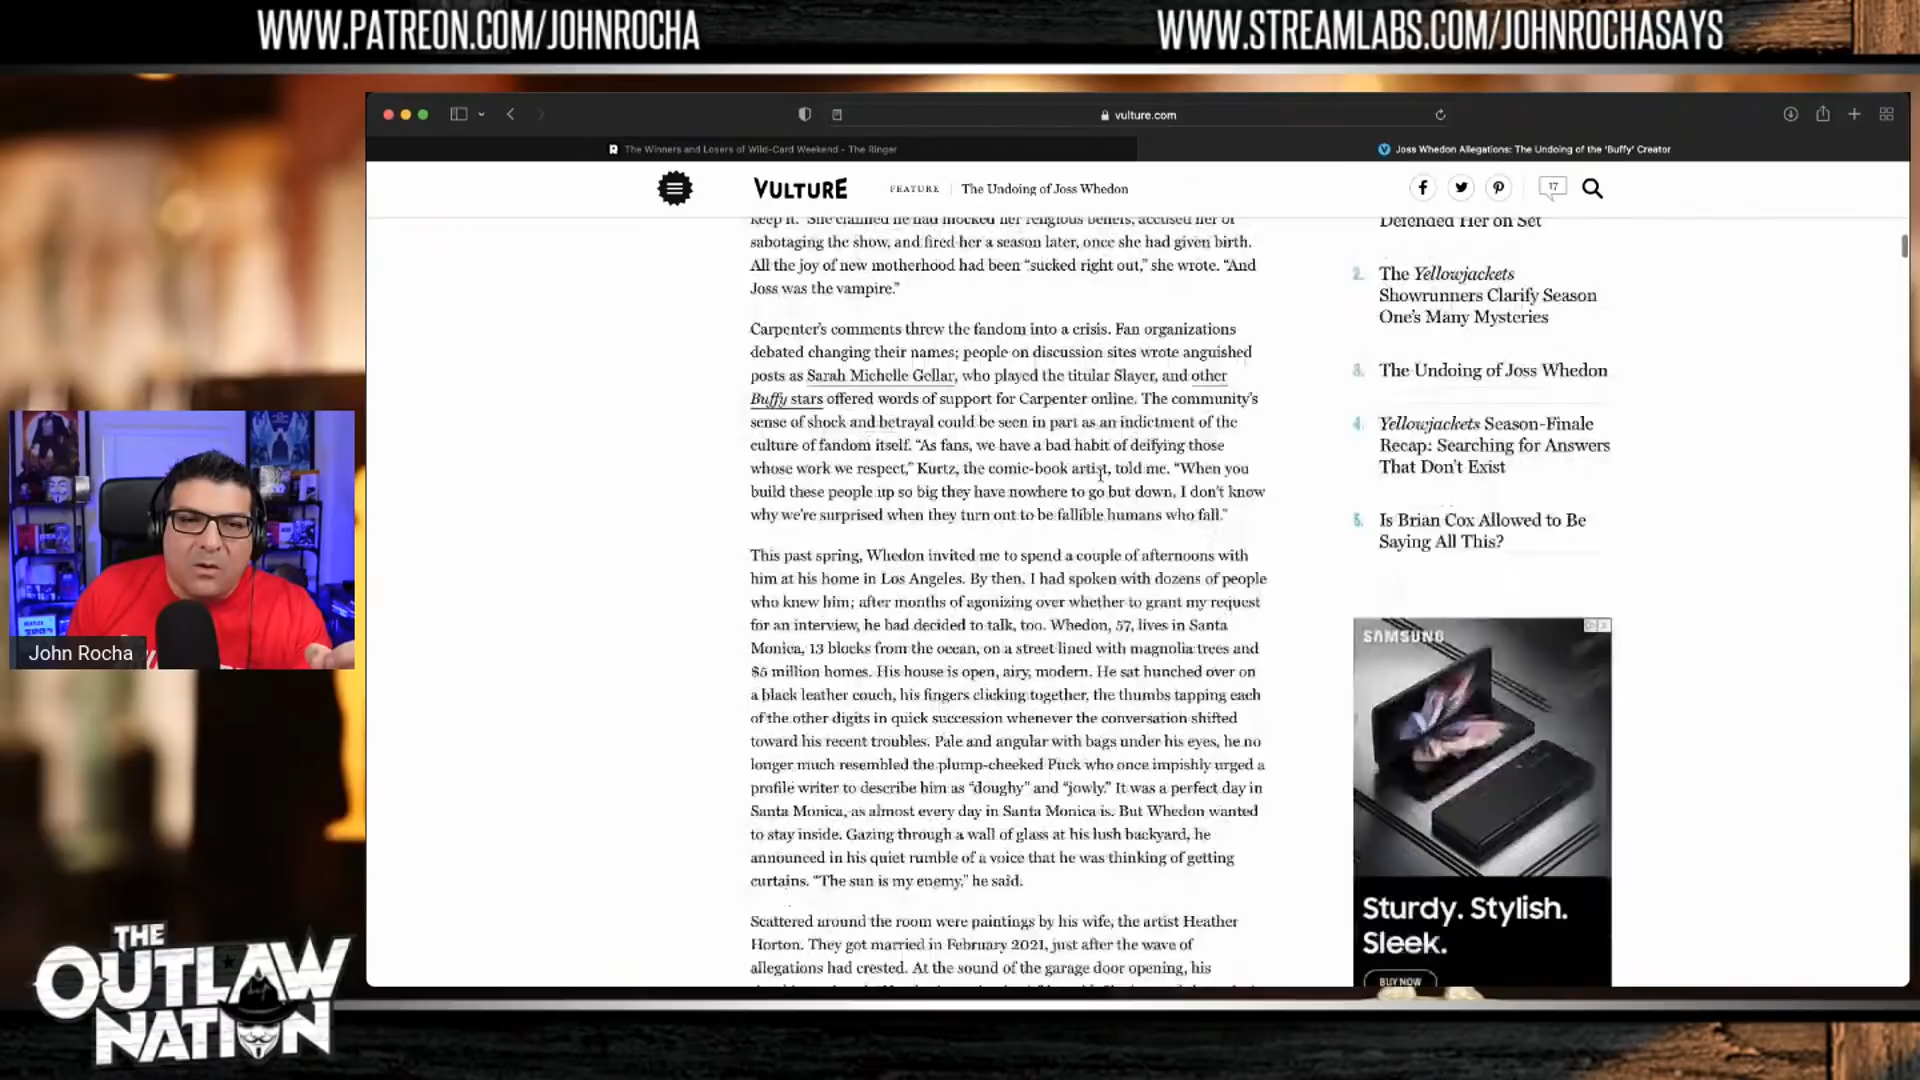 WWW.PATREON.COM/JOHNROCHA
WWW.STREAMLABS.COM/JOHNROCHASAYS
vulture.com
The Winners and Losers of Wild-Card Weekend - The Ringer
Joss Whedon Allegations: The Undoing of the 'Buffy' Creator
VULTURE
FEATURE
The Undoing of Joss Whedon
17
keep it." She claimed he had mocked her religious beliefs, accused her of
sabotaging the show, and fired her a season later, once she had given birth.
All the joy of new motherhood had been “sucked right out,” she wrote. “And
Joss was the vampire.”
Carpenter’s comments threw the fandom into a crisis. Fan organizations
debated changing their names; people on discussion sites wrote anguished
posts as Sarah Michelle Gellar, who played the titular Slayer, and other
Buffy stars offered words of support for Carpenter online. The community’s
sense of shock and betrayal could be seen in part as an indictment of the
culture of fandom itself. “As fans, we have a bad habit of deifying those
whose work we respect,” Kurtz, the comic-book artist, told me. “When you
build these people up so big they have nowhere to go but down, I don’t know
why we’re surprised when they turn out to be fallible humans who fall.”
This past spring, Whedon invited me to spend a couple of afternoons with
him at his home in Los Angeles. By then, I had spoken with dozens of people
who knew him; after months of agonizing over whether to grant my request
for an interview, he had decided to talk, too. Whedon, 57, lives in Santa
Monica, 13 blocks from the ocean, on a street lined with magnolia trees and
$5 million homes. His house is open, airy, modern. He sat hunched over on
a black leather couch, his fingers clicking together, the thumbs tapping each
of the other digits in quick succession whenever the conversation shifted
toward his recent troubles. Pale and angular with bags under his eyes, he no
longer much resembled the plump-cheeked Puck who once impishly urged a
profile writer to describe him as “doughy” and “jowly.” It was a perfect day in
Santa Monica, as almost every day in Santa Monica is. But Whedon wanted
to stay inside. Gazing through a wall of glass at his lush backyard, he
announced in his quiet rumble of a voice that he was thinking of getting
curtains. “The sun is my enemy,” he said.
Scattered around the room were paintings by his wife, the artist Heather
Horton. They got married in February 2021, just after the wave of
allegations had crested. At the sound of the garage door opening, his
Defended Her on Set
2. The Yellowjackets
Showrunners Clarify Season
One’s Many Mysteries
3. The Undoing of Joss Whedon
4. Yellowjackets Season-Finale
Recap: Searching for Answers
That Don’t Exist
5. Is Brian Cox Allowed to Be
Saying All This?
SAMSUNG
Sturdy. Stylish.
Sleek.
BUY NOW
John Rocha
THE
OUTLAW
NATION